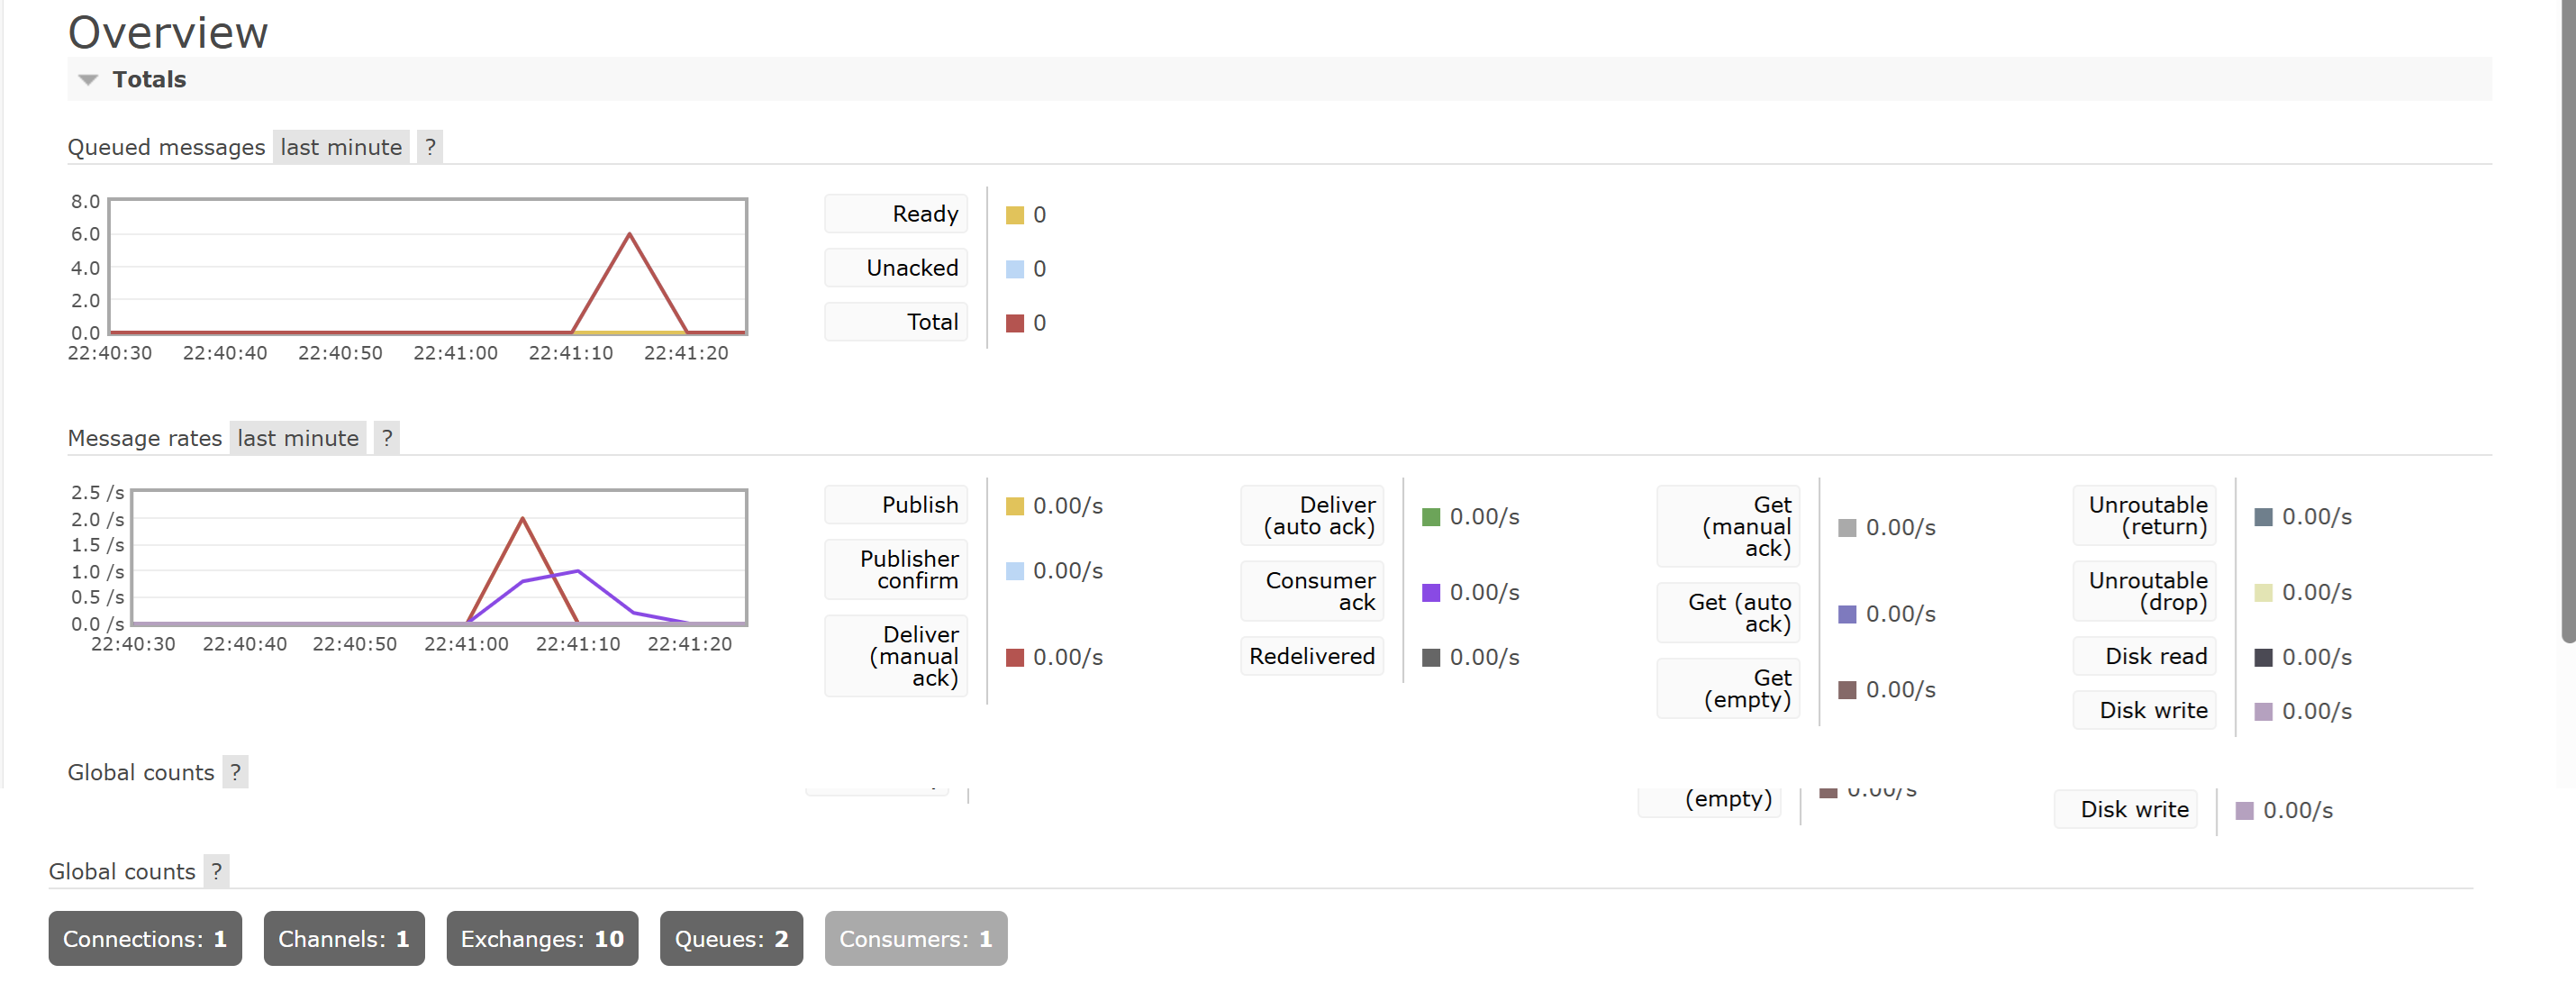 Overview
Totals
Queued messages last minute ?
8.0
6.0
4.0
2.0
0.0
22:40:30 22:40:40 22:40:50 22:41:00 22:41:10 22:41:20
Ready 0
Unacked 0
Total 0
Message rates last minute ?
2.5 /s
2.0 /s
1.5 /s
1.0 /s
0.5 /s
0.0 /s
22:40:30 22:40:40 22:40:50 22:41:00 22:41:10 22:41:20
Publish 0.00/s
Publisher
confirm 0.00/s
Deliver
(manual 0.00/s
ack)
Deliver
(auto ack) 0.00/s
Consumer
ack 0.00/s
Redelivered 0.00/s
Get
(manual 0.00/s
ack)
Get (auto
ack) 0.00/s
Get
(empty) 0.00/s
Unroutable
(return) 0.00/s
Unroutable
(drop) 0.00/s
Disk read 0.00/s
Disk write 0.00/s
Global counts ?
(empty) 0.00/s
Disk write 0.00/s
Global counts ?
Connections: 1 Channels: 1 Exchanges: 10 Queues: 2 Consumers: 1